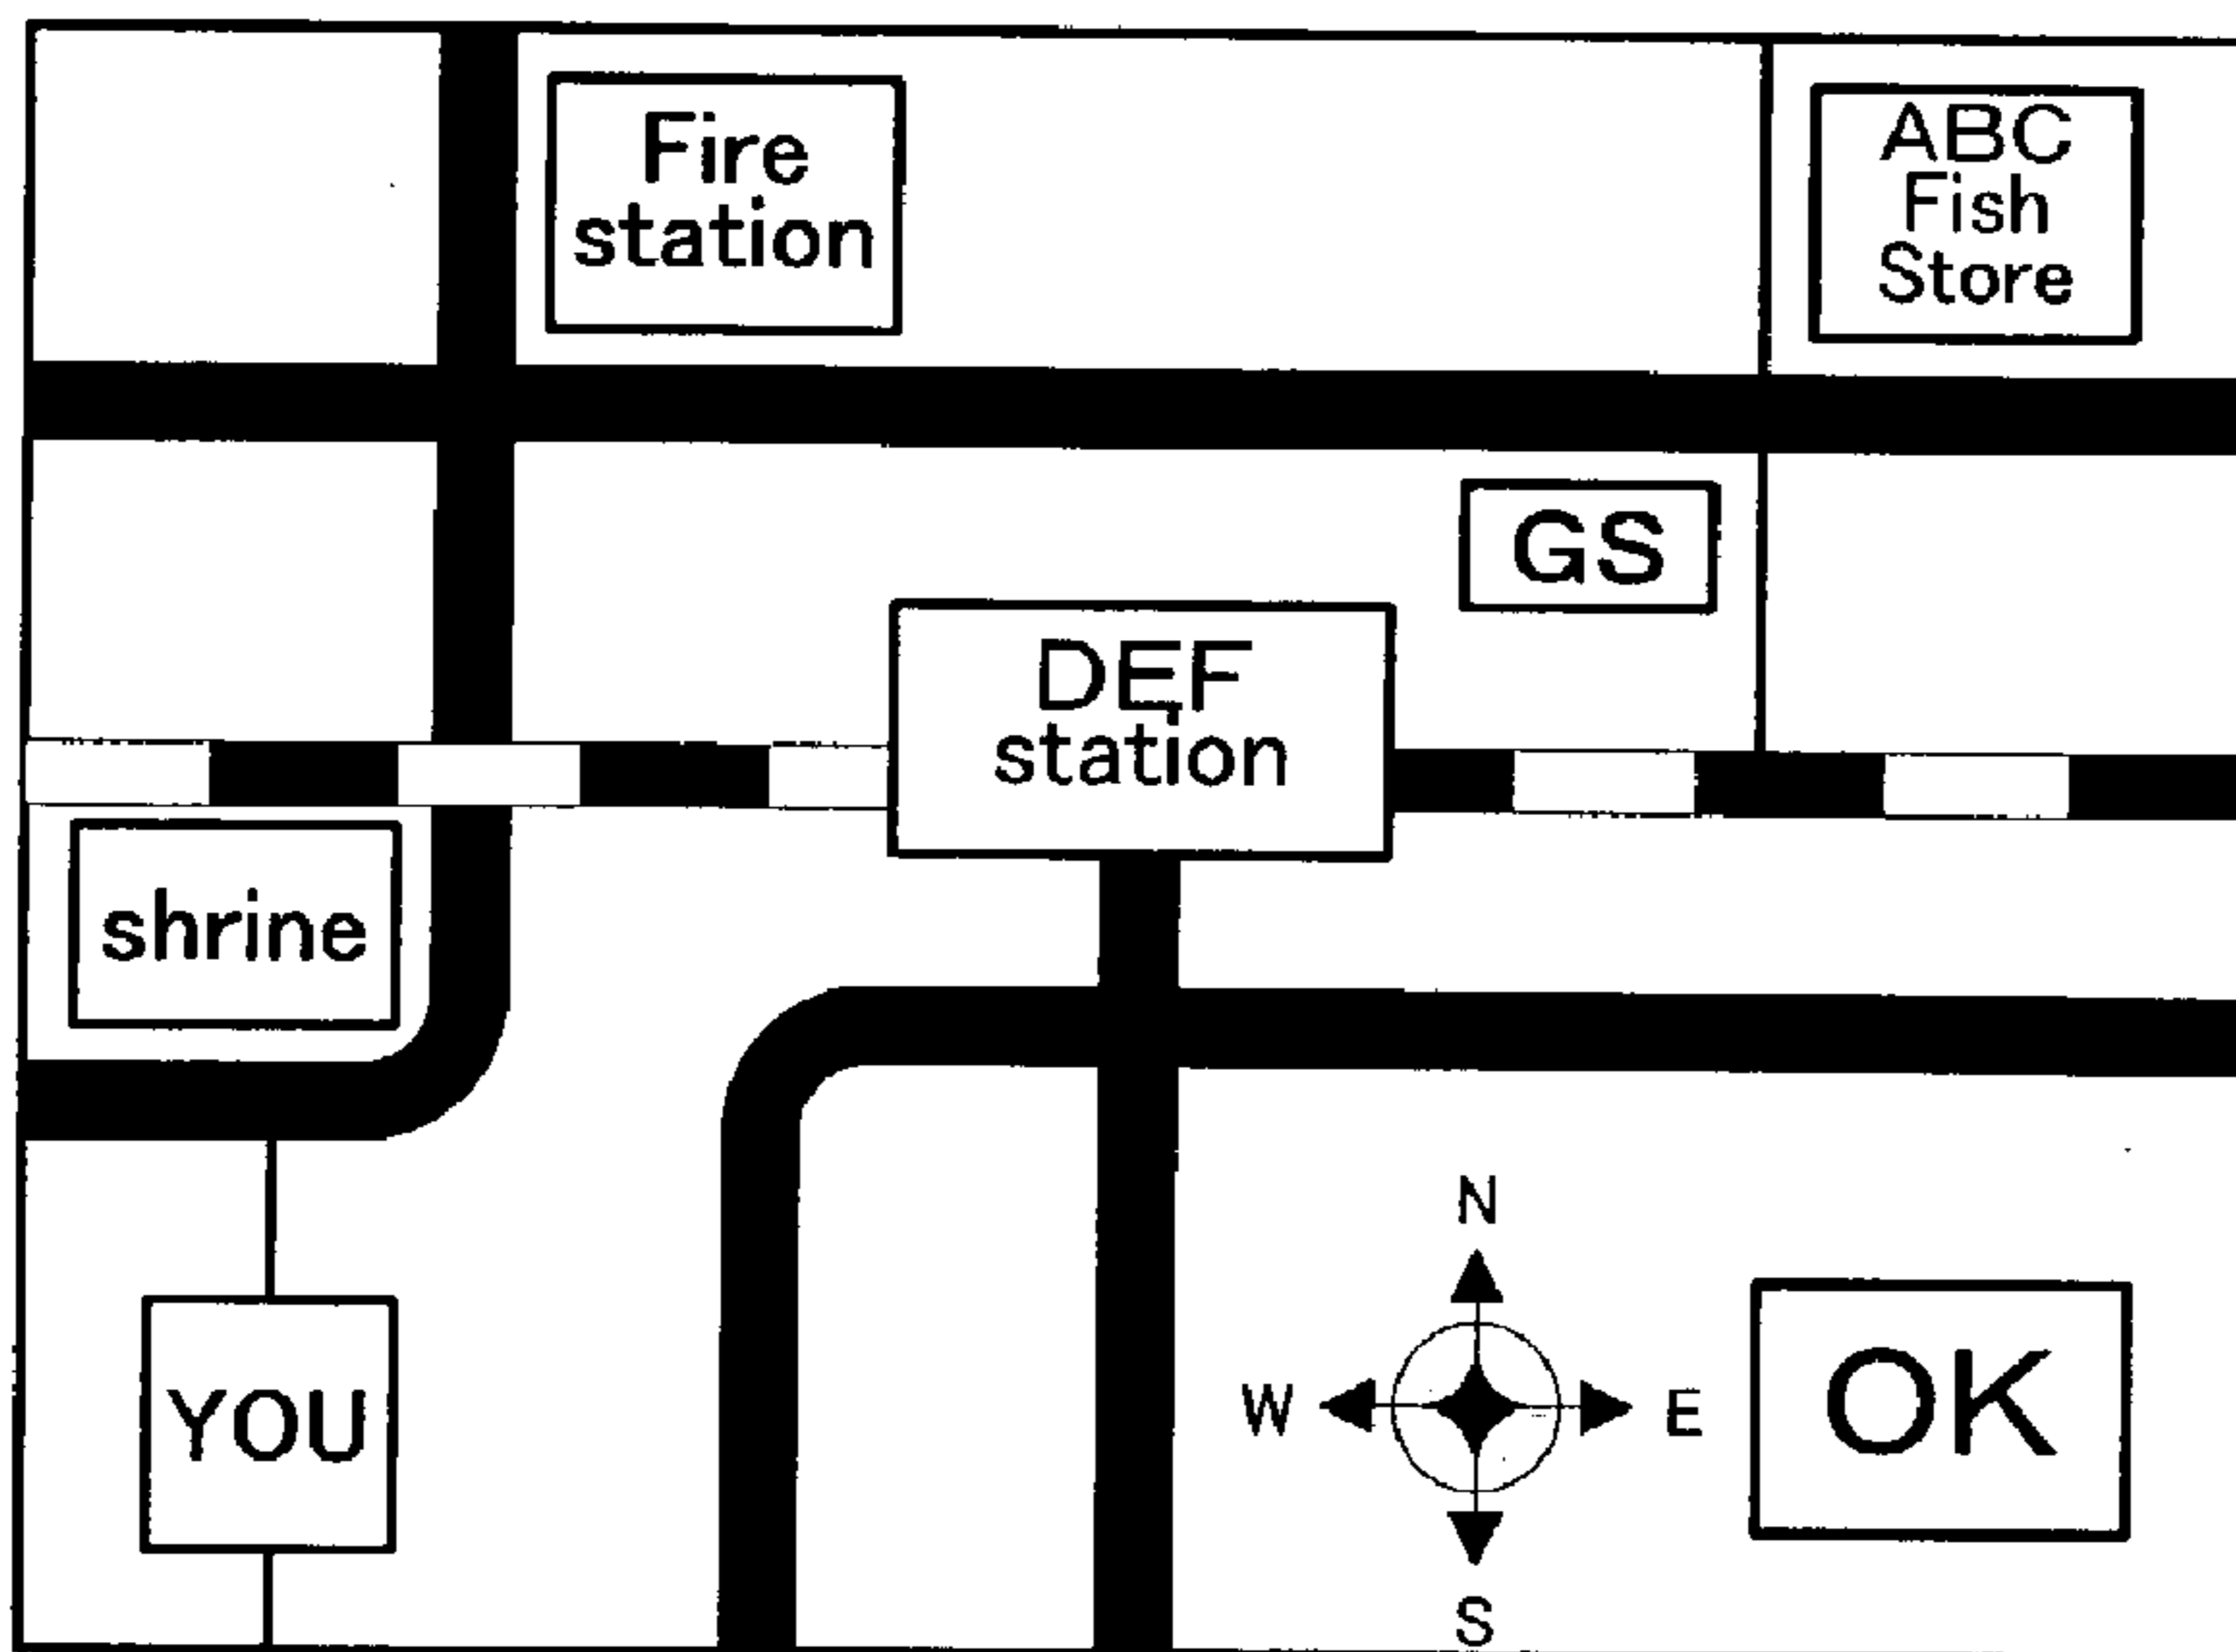 Fire
station
ABC
Fish
Store
GS
DEF
station
shrine
YOU
N
W
E
S
OK